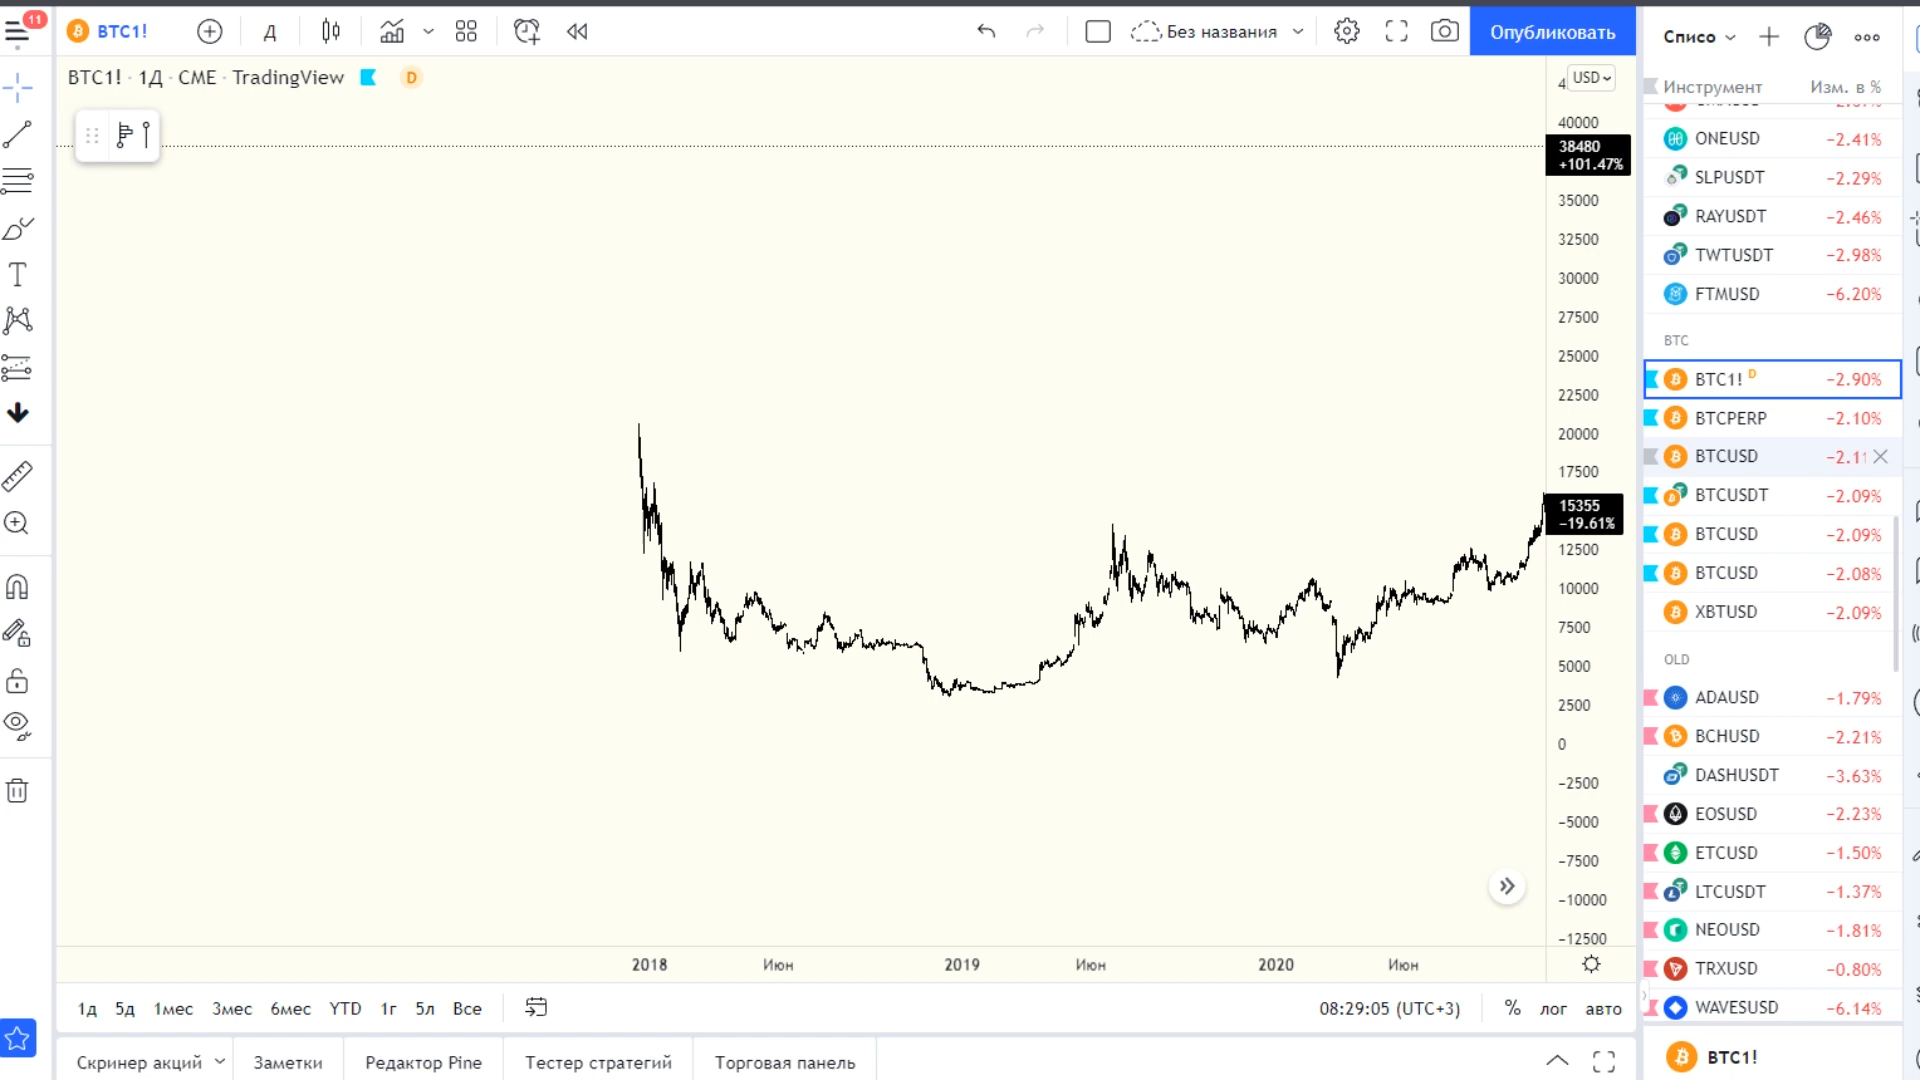 11
BTC1!
Д
Без названия
Опубликовать
Списо
BTC1! · 1Д · CME · TradingView
D
USD
Инструмент
Изм. в %
40000
38480
+101.47%
35000
32500
30000
27500
25000
22500
20000
17500
15355
−19.61%
12500
10000
7500
5000
2500
0
−2500
−5000
−7500
−10000
−12500
ONEUSD −2.41%
SLPUSDT −2.29%
RAYUSDT −2.46%
TWTUSDT −2.98%
FTMUSD −6.20%
BTC
BTC1! D −2.90%
BTCPERP −2.10%
BTCUSD −2.11
BTCUSDT −2.09%
BTCUSD −2.09%
BTCUSD −2.08%
XBTUSD −2.09%
OLD
ADAUSD −1.79%
BCHUSD −2.21%
DASHUSDT −3.63%
EOSUSD −2.23%
ETCUSD −1.50%
LTCUSDT −1.37%
NEOUSD −1.81%
TRXUSD −0.80%
WAVESUSD −6.14%
2018 Июн 2019 Июн 2020 Июн
1д 5д 1мес 3мес 6мес YTD 1г 5л Все
08:29:05 (UTC+3) % лог авто
Скринер акций Заметки Редактор Pine Тестер стратегий Торговая панель
BTC1!